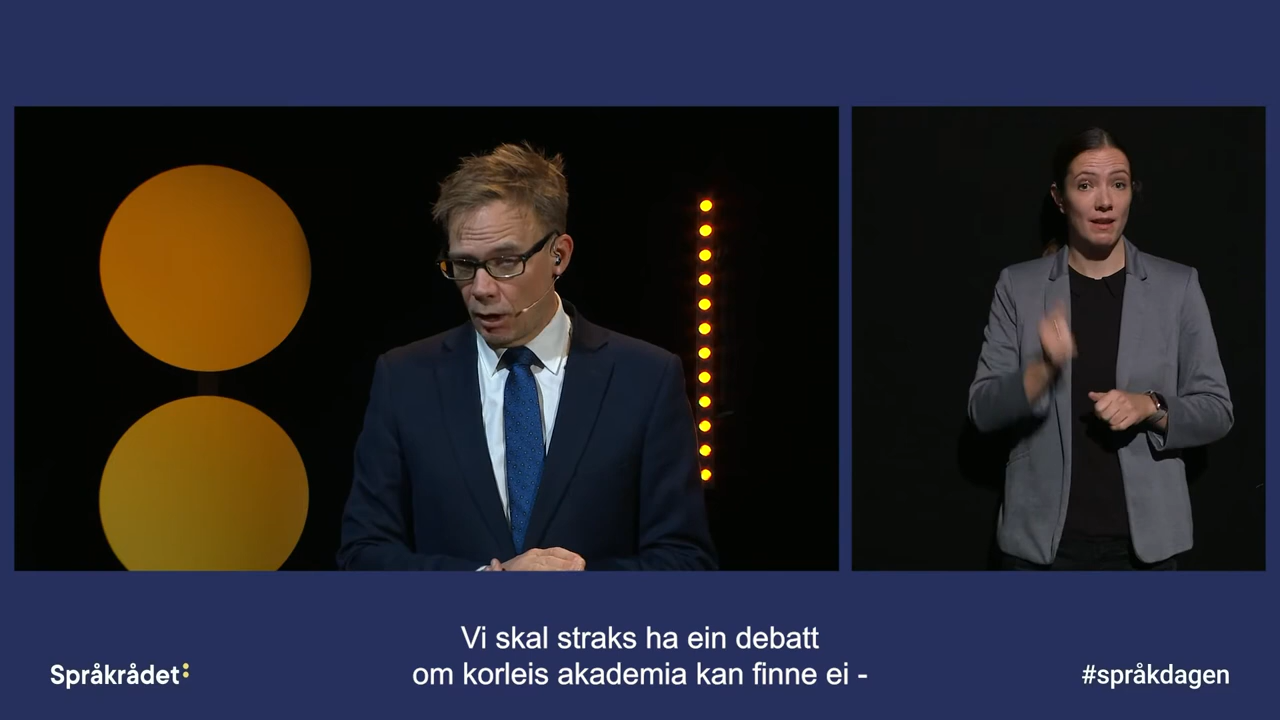 Vi skal straks ha ein debatt
om korleis akademia kan finne ei -
Språkrådet:
#språkdagen